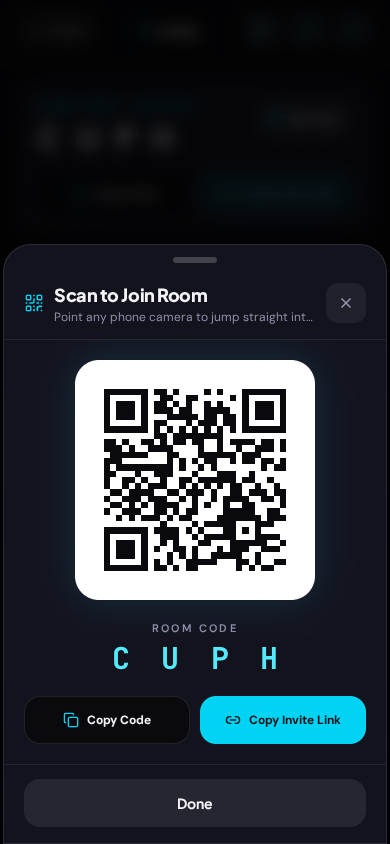 C U P H
Scan to Join Room
Point any phone camera to jump straight int...
ROOM CODE
C U P H
Copy Code
Copy Invite Link
Done